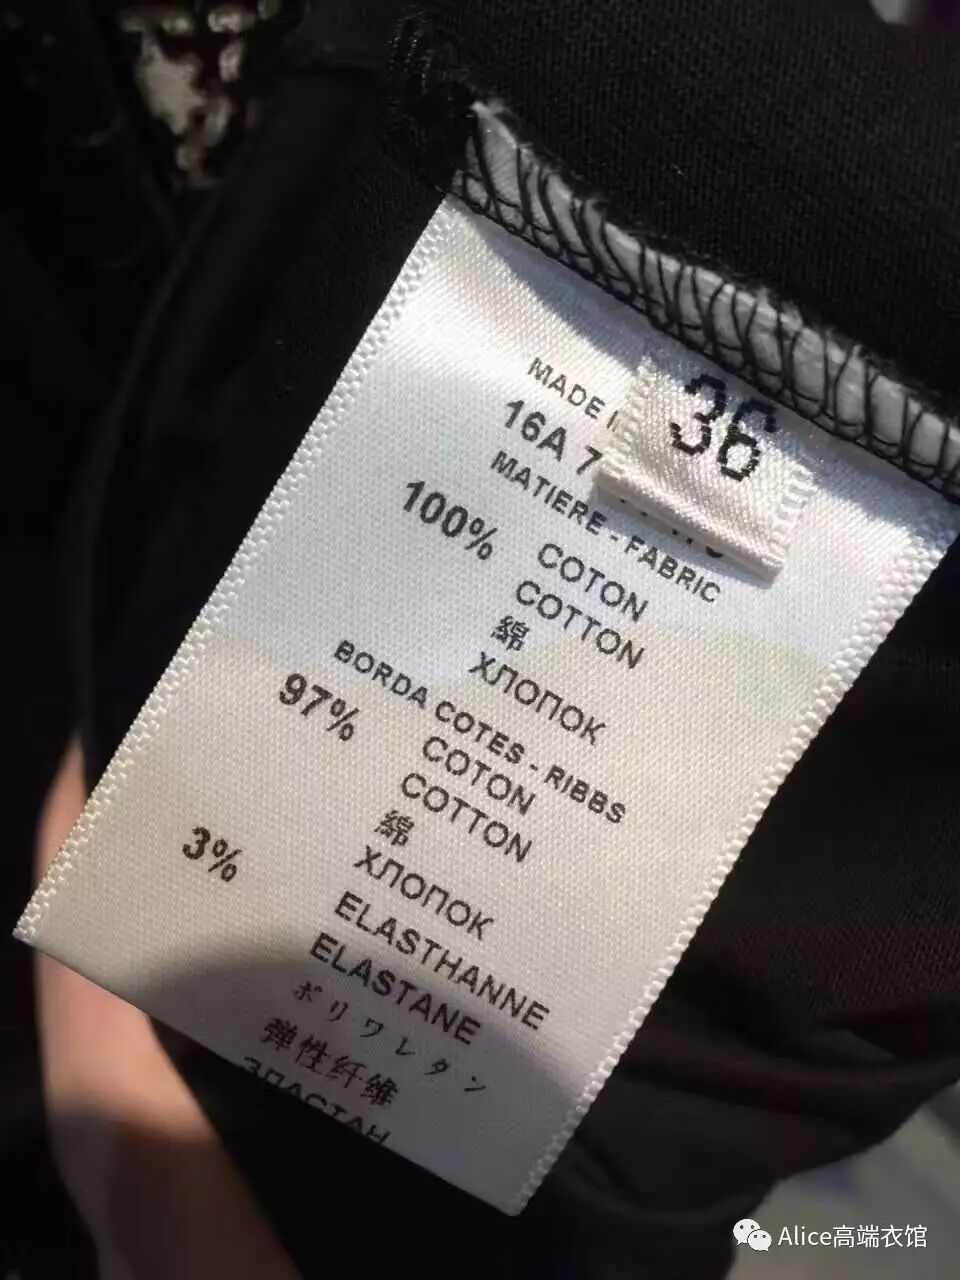 36
MADE
16A 7
MATIERE - FABRIC
100% COTON
COTTON
綿
ХЛОПОК
BORDA COTES - RIBBS
97% COTON
COTTON
綿
ХЛОПОК
3% ELASTHANNE
ELASTANE
ポリワレタン
弹性纤维
ЭЛАСТАН
Alice高端衣馆